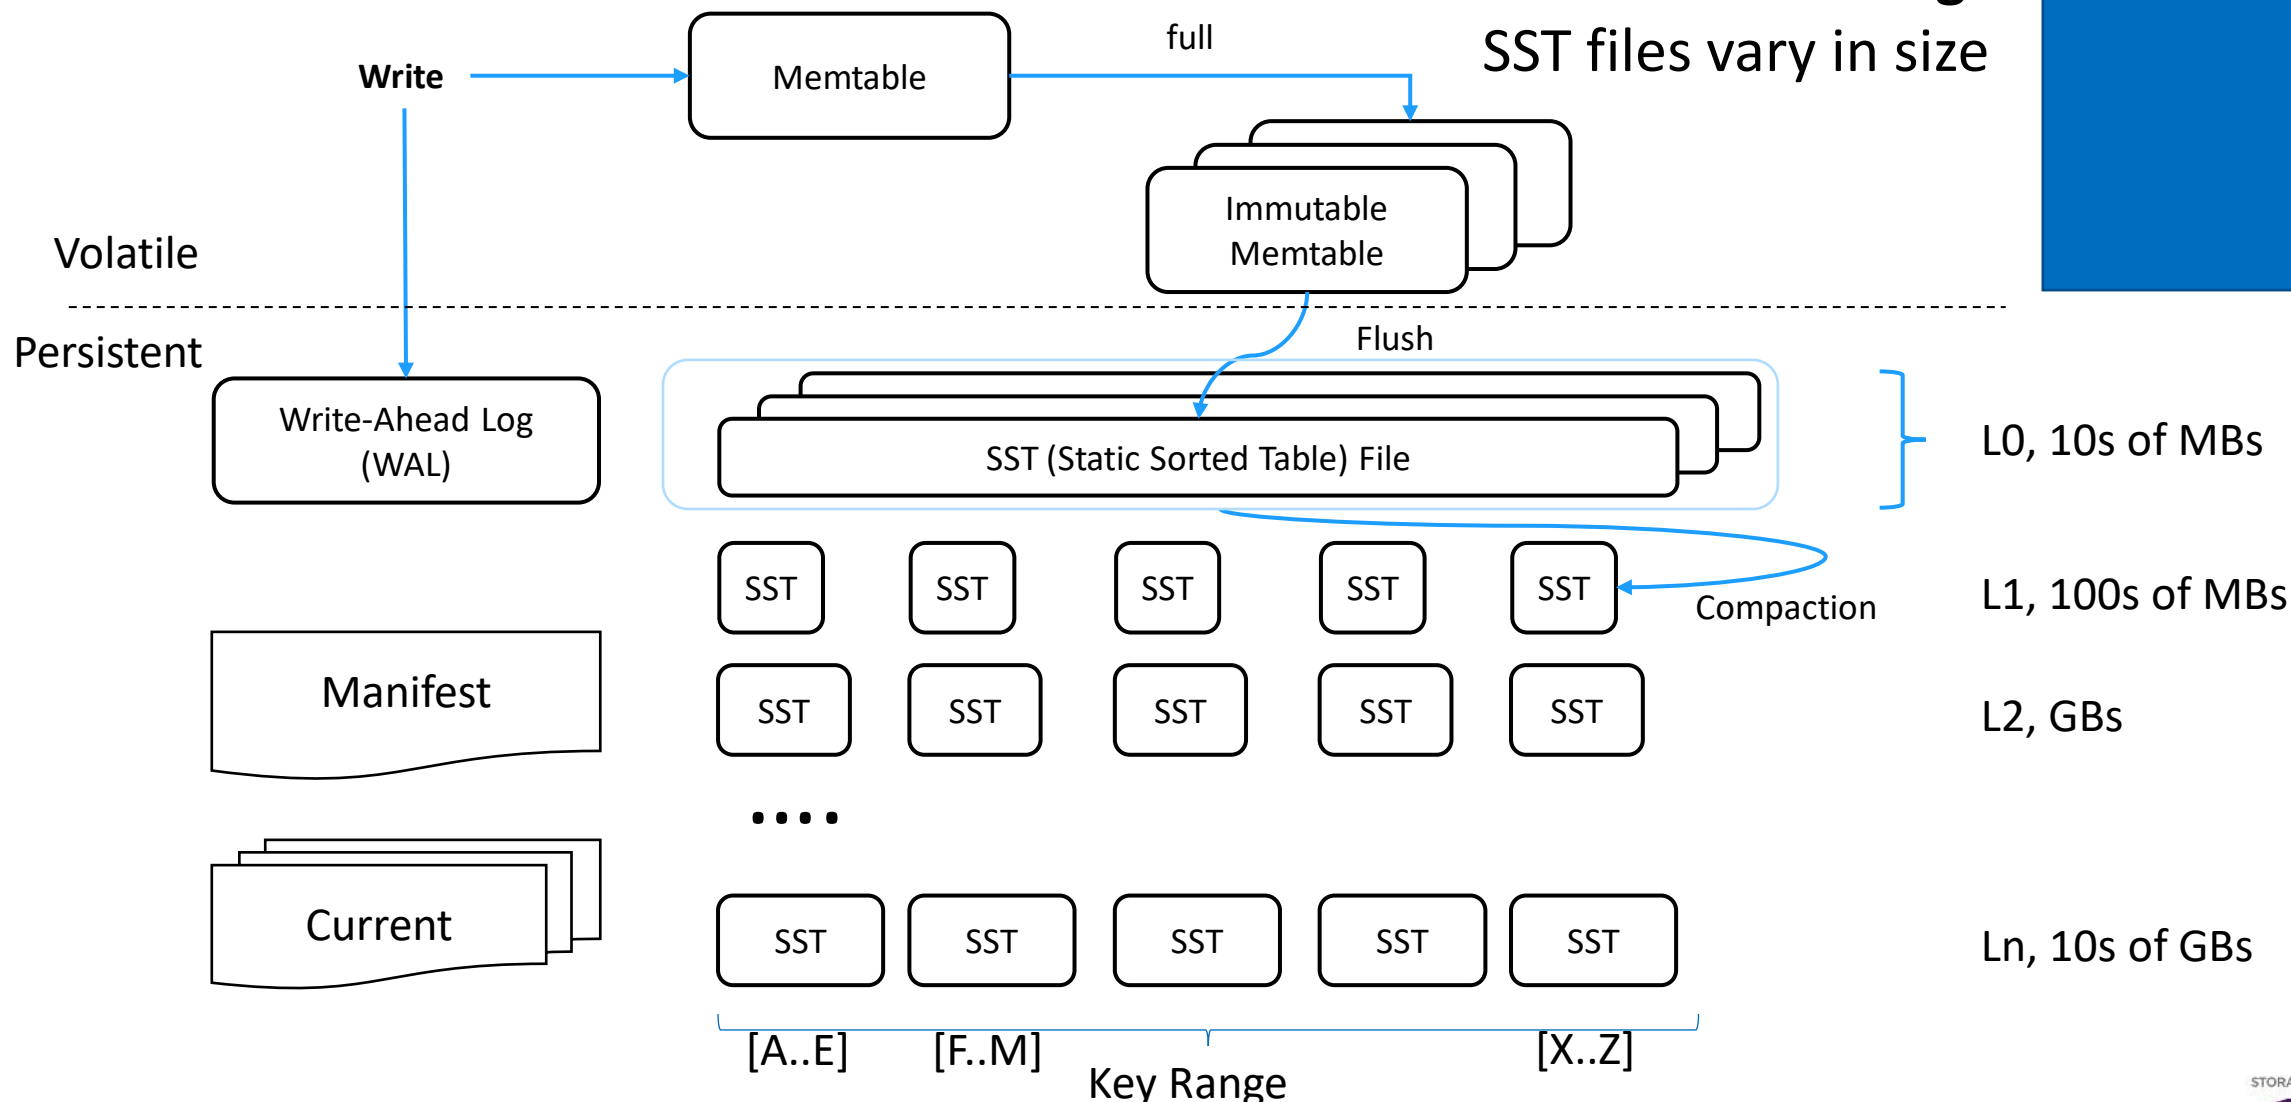 SST files vary in size
full
Write
Memtable
Immutable
Memtable
Volatile
Persistent
Flush
Write-Ahead Log
(WAL)
SST (Static Sorted Table) File
L0, 10s of MBs
SST SST SST SST SST
Compaction
L1, 100s of MBs
Manifest
SST SST SST SST SST
L2, GBs
....
Current
SST SST SST SST SST
Ln, 10s of GBs
[A..E] [F..M] [X..Z]
Key Range